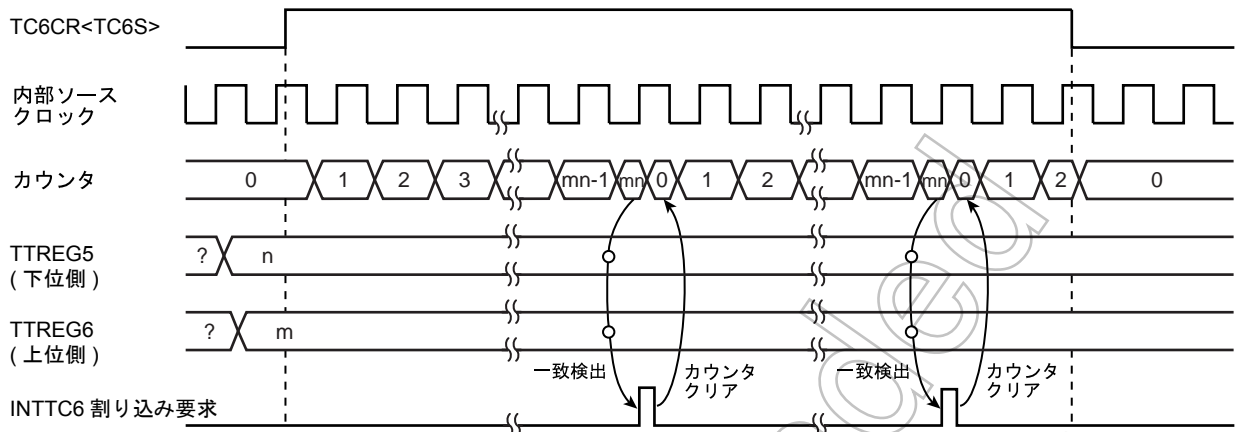 TC6CR<TC6S>
内部ソース
クロック
カウンタ
0 1 2 3 mn-1 mn 0 1 2 mn-1 mn 0 1 2 0
TTREG5
( 下位側 )
? n
TTREG6
( 上位側 )
? m
一致検出 カウンタ
クリア
一致検出 カウンタ
クリア
INTTC6 割り込み要求